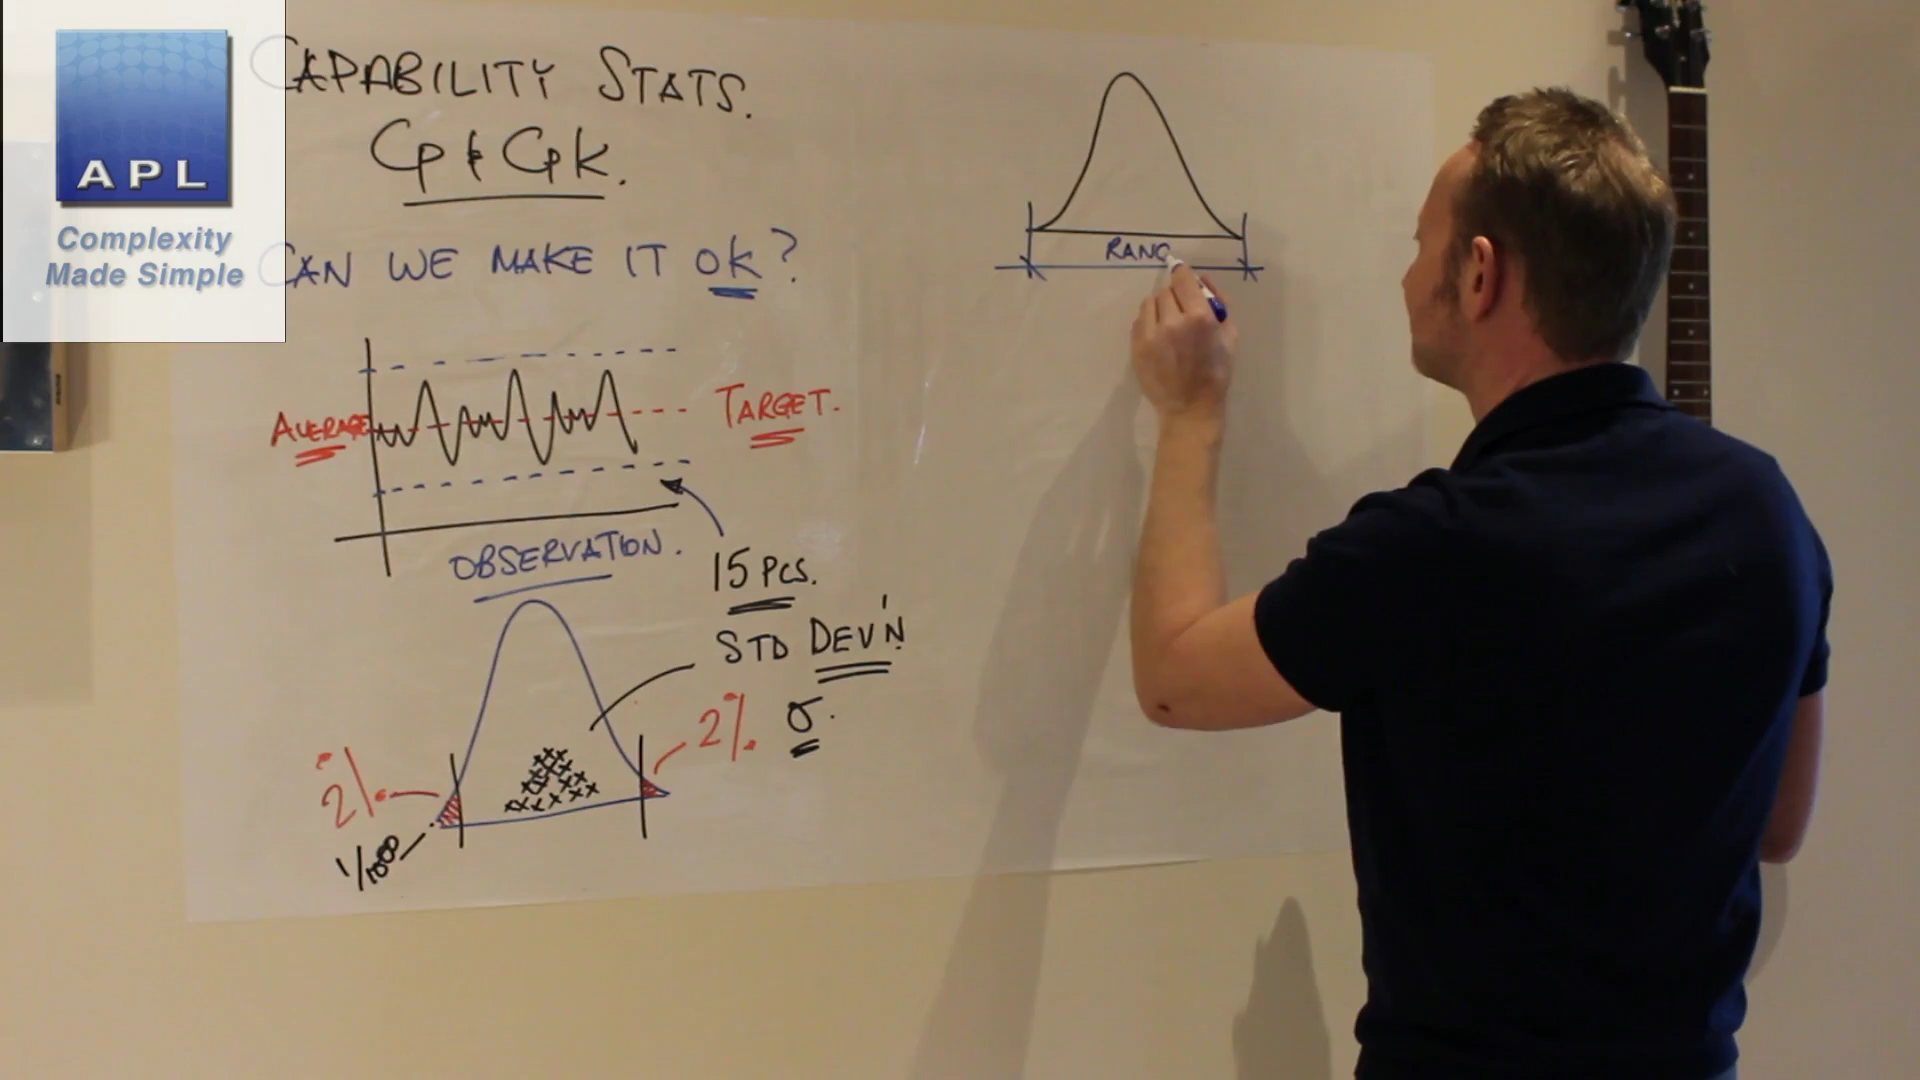 APL
Complexity
Made Simple
CAPABILITY STATS.
Cp & Cpk.
CAN WE MAKE IT OK?
AVERAGE
TARGET.
OBSERVATION.
15 PCS.
STD DEV'N.
σ.
2%
2%
1/1000
RANG